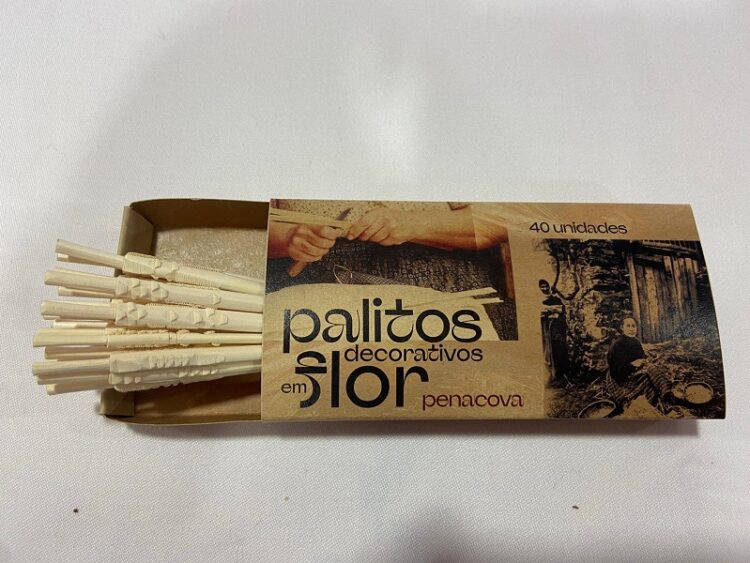 40 unidades
palitos
decorativos
em flor
penacova